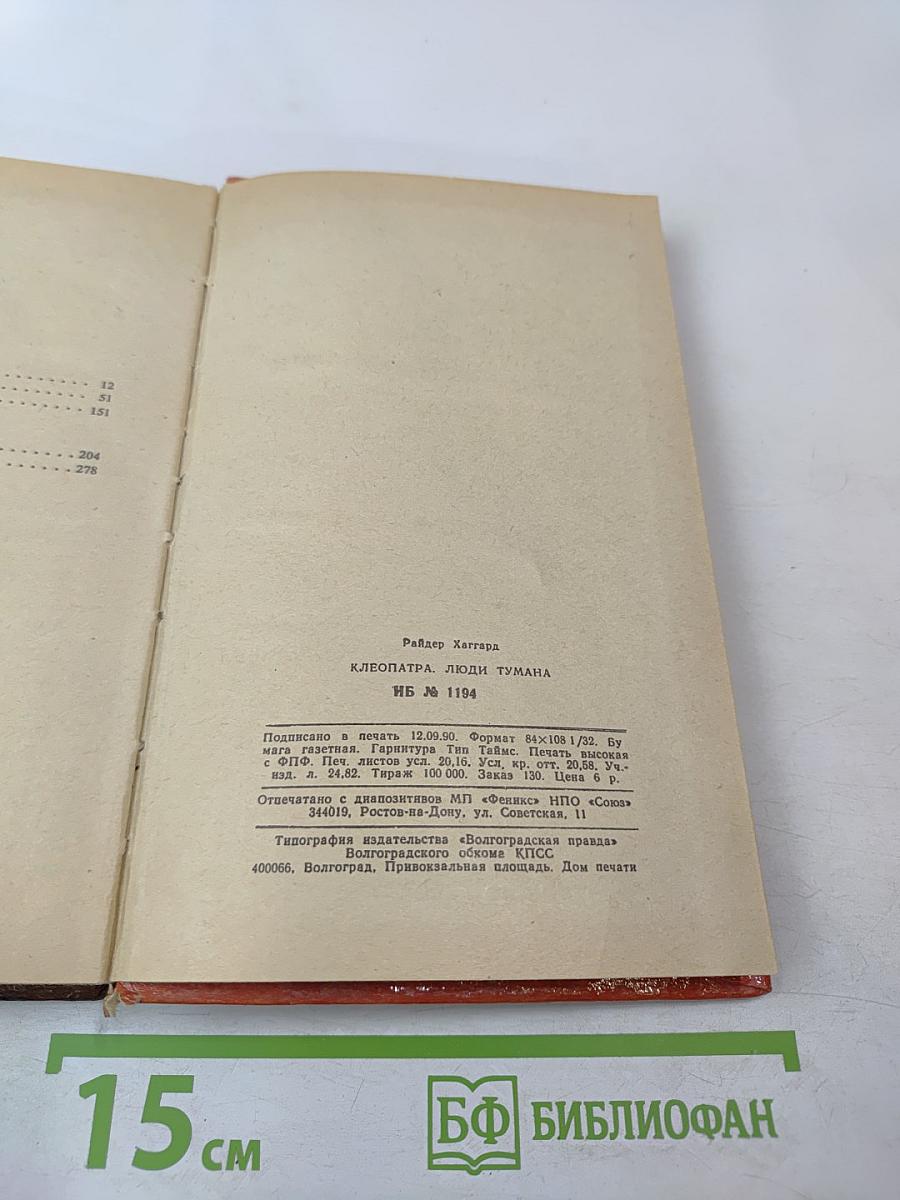 . . . . . . . . 12
. . . . . . . . 51
. . . . . . . . 151
. . . . . . . . 204
. . . . . . . . 278
Райдер Хаггард
КЛЕОПАТРА. ЛЮДИ ТУМАНА
ИБ № 1194
Подписано в печать 12.09.90. Формат 84×108 1/32. Бу
мага газетная. Гарнитура Тип Таймс. Печать высокая
с ФПФ. Печ. листов усл. 20,16. Усл. кр. отт. 20,58. Уч.-
изд. л. 24,82. Тираж 100 000. Заказ 130. Цена 6 р.
Отпечатано с диапозитивов МП «Феникс» НПО «Союз»
344019, Ростов-на-Дону, ул. Советская, 11
Типография издательства «Волгоградская правда»
Волгоградского обкома КПСС
400066, Волгоград, Привокзальная площадь. Дом печати
15 см
БФ БИБЛИОФАН